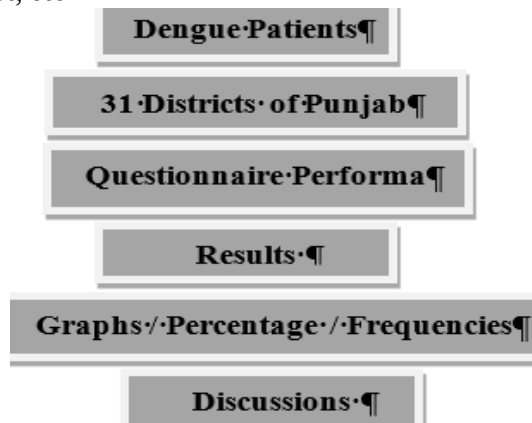 Dengue·Patients¶
31·Districts·of·Punjab¶
Questionnaire·Performa¶
Results·¶
Graphs·/·Percentage·/·Frequencies¶
Discussions·¶